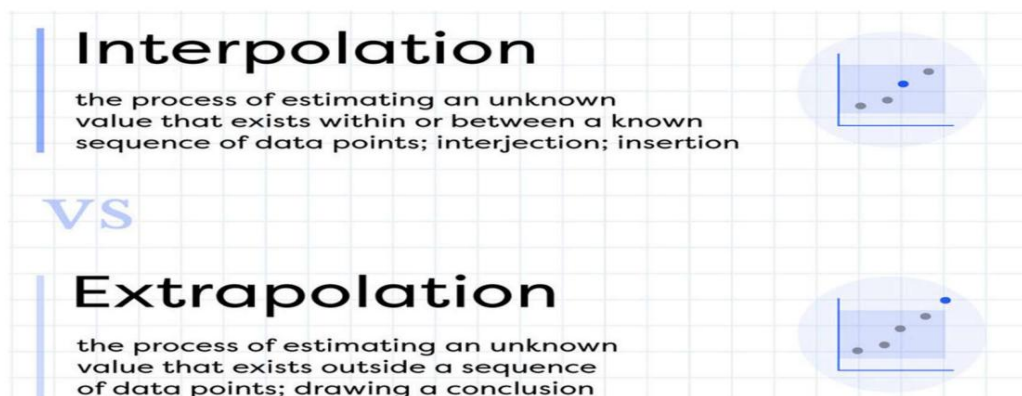 Interpolation
the process of estimating an unknown
value that exists within or between a known
sequence of data points; interjection; insertion
vs
Extrapolation
the process of estimating an unknown
value that exists outside a sequence
of data points; drawing a conclusion